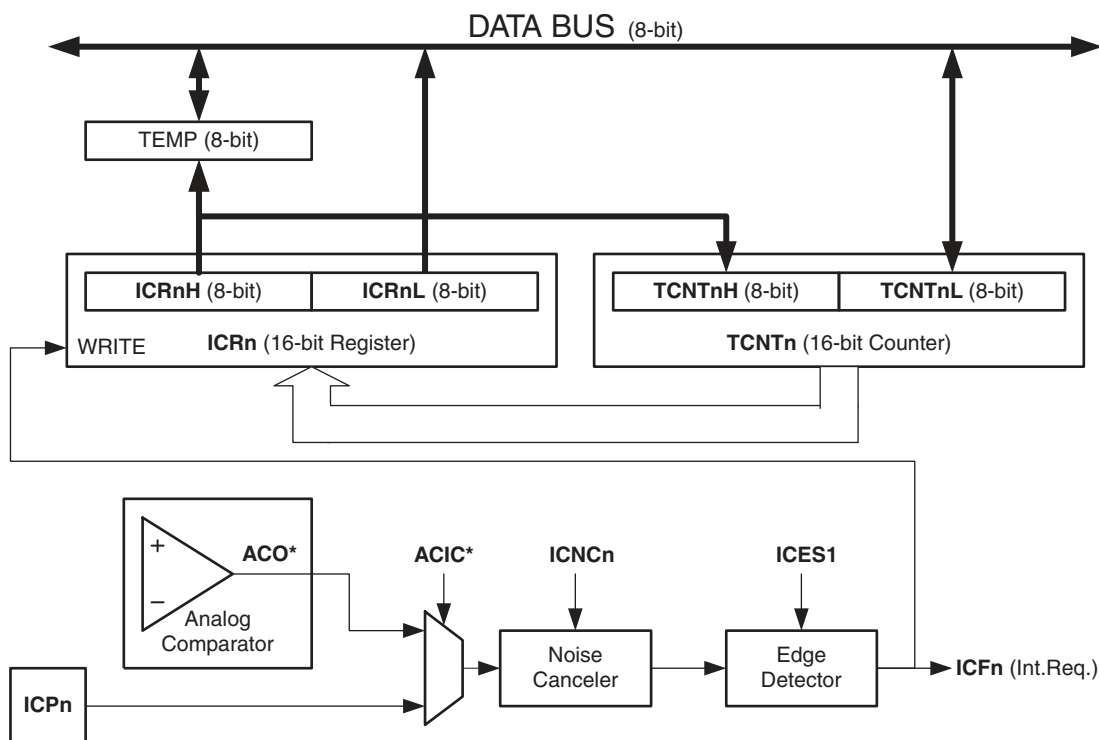 DATA BUS (8-bit)
TEMP (8-bit)
ICRnH (8-bit)
ICRnL (8-bit)
TCNTnH (8-bit)
TCNTnL (8-bit)
WRITE
ICRn (16-bit Register)
TCNTn (16-bit Counter)
+
−
ACO*
Analog
Comparator
ACIC*
ICNCn
ICES1
Noise
Canceler
Edge
Detector
ICFn (Int.Req.)
ICPn